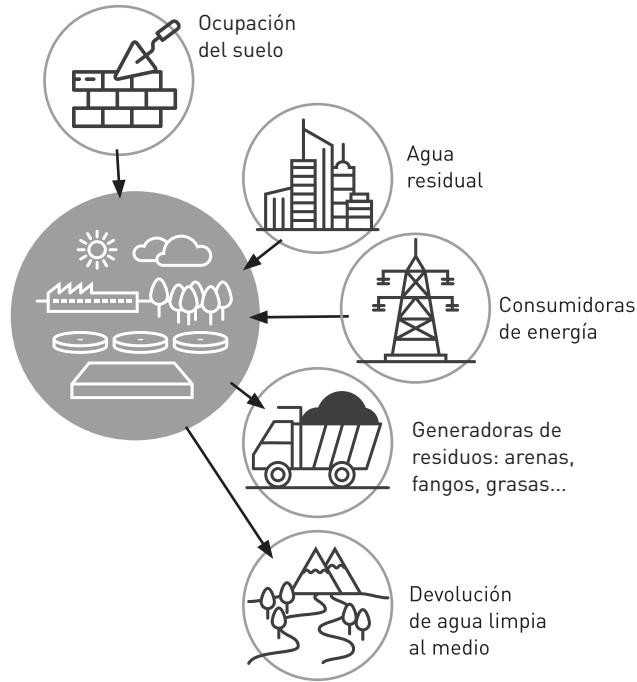 Ocupación
del suelo
Agua
residual
Consumidoras
de energía
Generadoras de
residuos: arenas,
fangos, grasas...
Devolución
de agua limpia
al medio